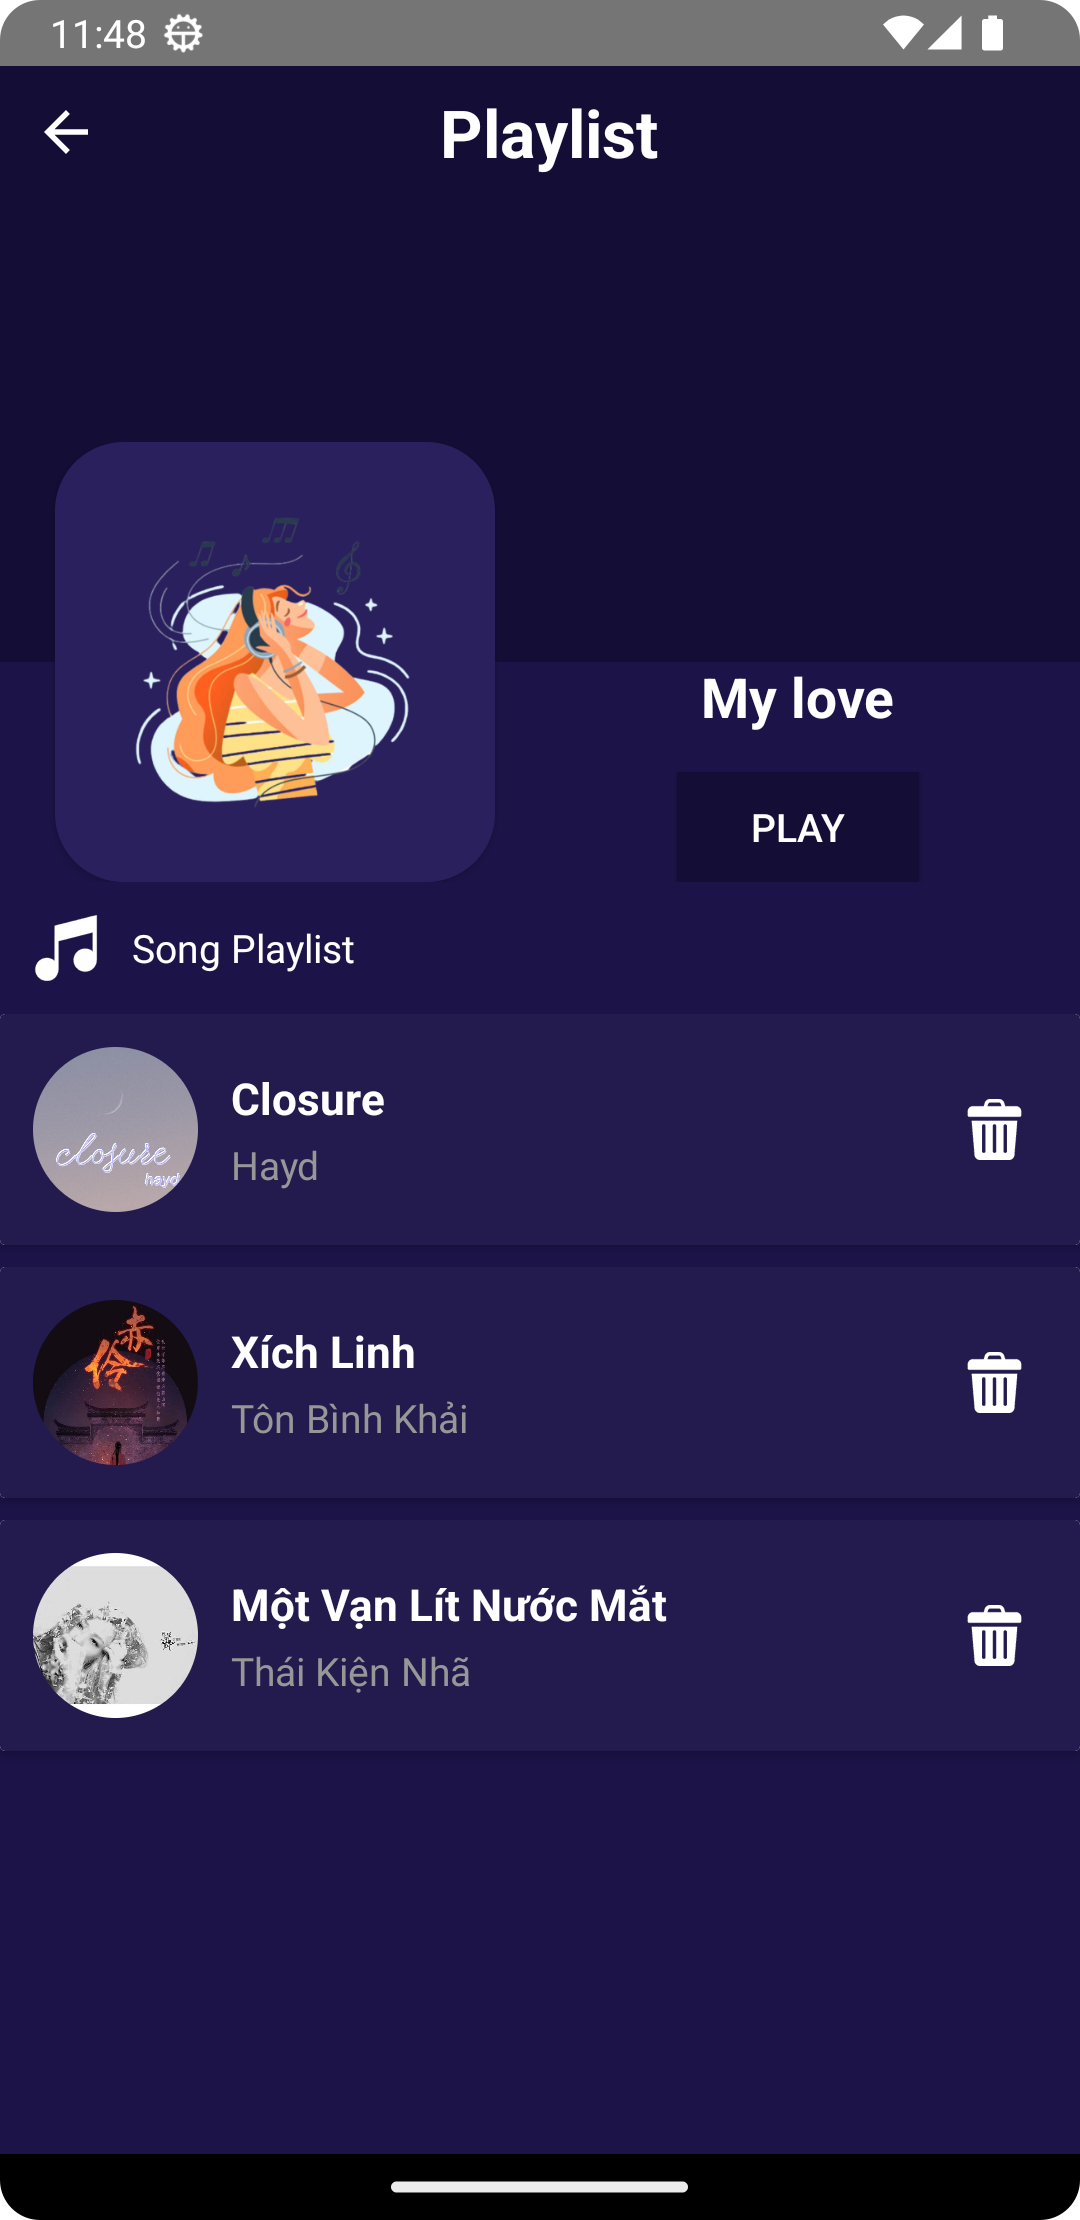 11:48
Playlist
My love
PLAY
Song Playlist
closure
hayd
Closure
Hayd
赤
伶
Xích Linh
Tôn Bình Khải
Một Vạn Lít Nước Mắt
Thái Kiện Nhã